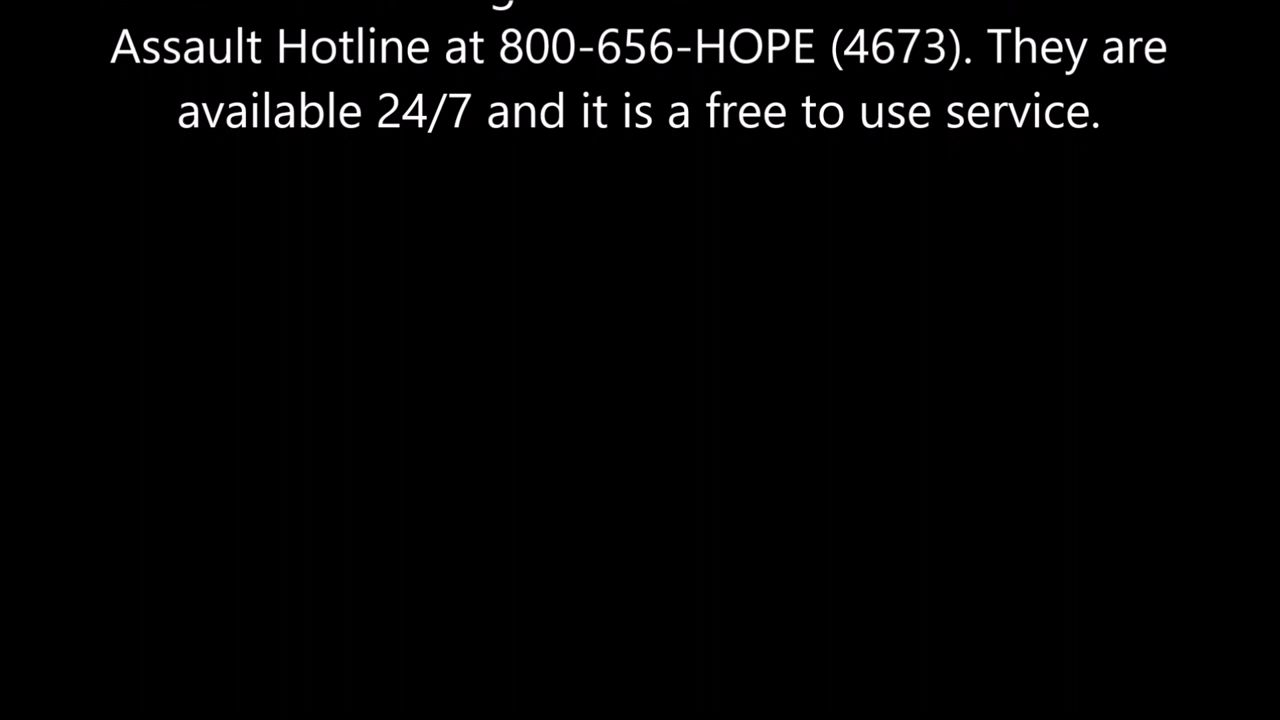 Assault Hotline at 800-656-HOPE (4673). They are
available 24/7 and it is a free to use service.